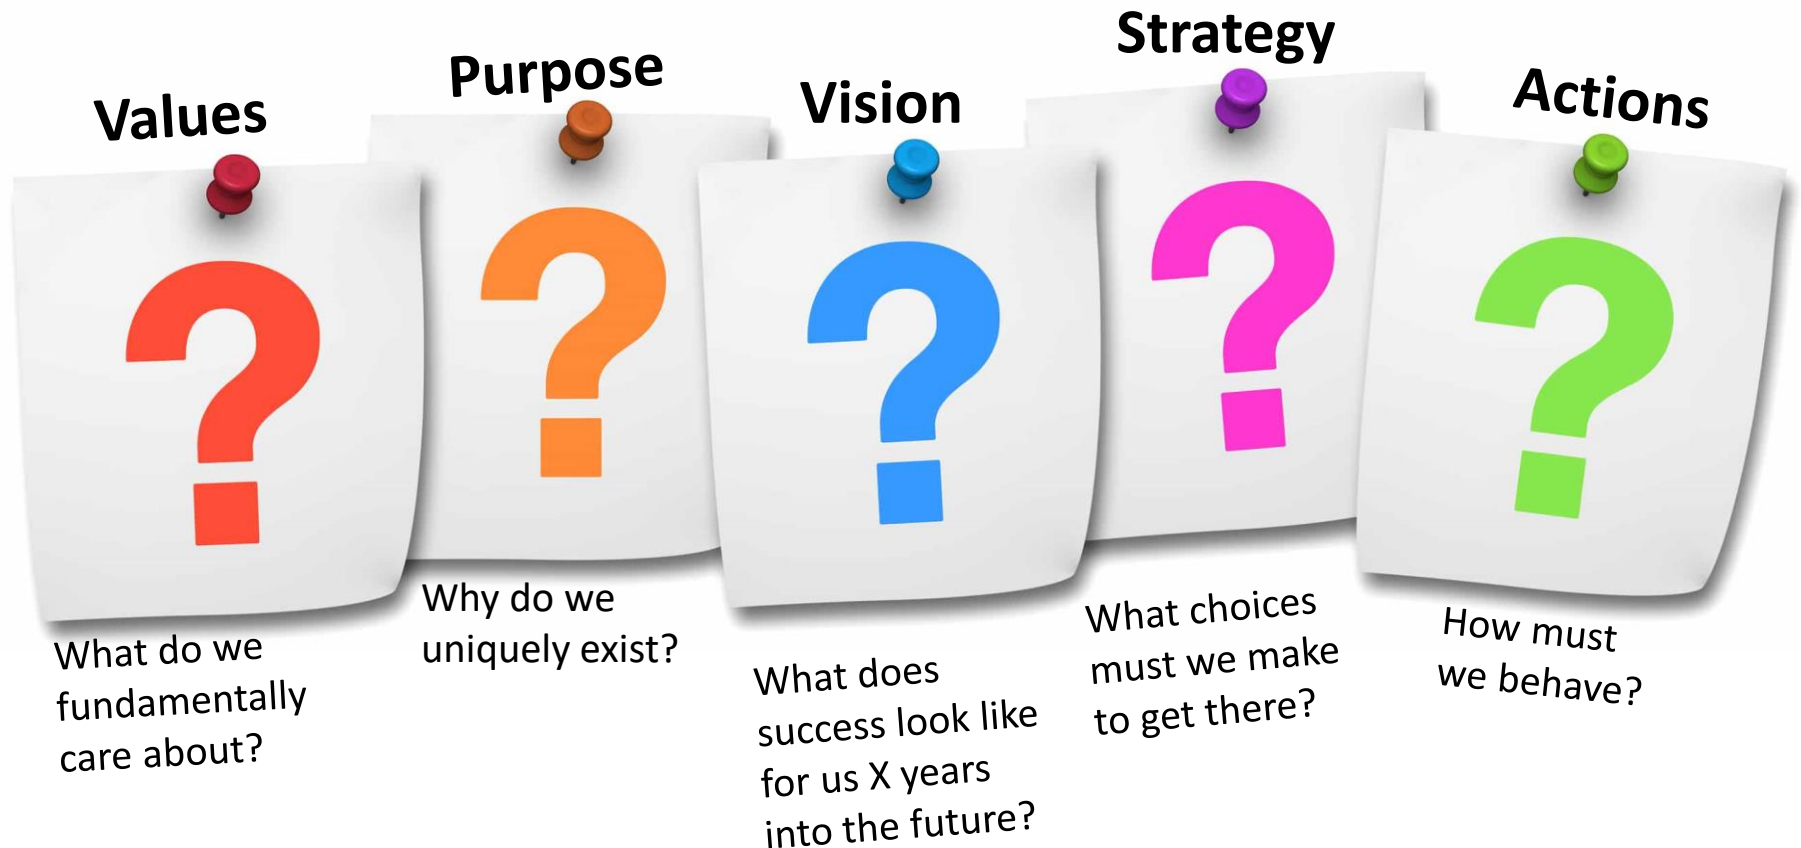 Values
?
What do we
fundamentally
care about?
Purpose
?
Why do we
uniquely exist?
Vision
?
What does
success look like
for us X years
into the future?
Strategy
?
What choices
must we make
to get there?
Actions
?
How must
we behave?